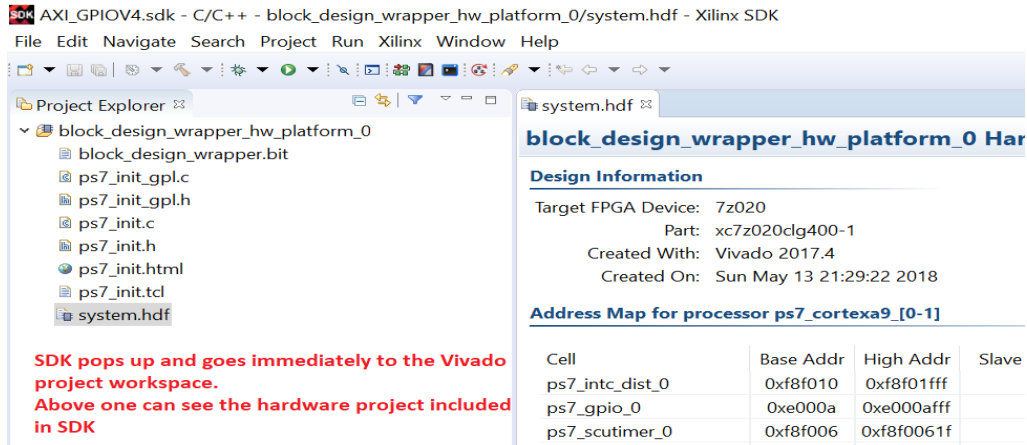 SDK AXI_GPIOV4.sdk - C/C++ - block_design_wrapper_hw_platform_0/system.hdf - Xilinx SDK
File Edit Navigate Search Project Run Xilinx Window Help
Project Explorer
block_design_wrapper_hw_platform_0
block_design_wrapper.bit
ps7_init_gpl.c
ps7_init_gpl.h
ps7_init.c
ps7_init.h
ps7_init.html
ps7_init.tcl
system.hdf
SDK pops up and goes immediately to the Vivado
project workspace.
Above one can see the hardware project included
in SDK
system.hdf
block_design_wrapper_hw_platform_0 Har
Design Information
Target FPGA Device: 7z020
Part: xc7z020clg400-1
Created With: Vivado 2017.4
Created On: Sun May 13 21:29:22 2018
Address Map for processor ps7_cortexa9_[0-1]
Cell Base Addr High Addr Slave
ps7_intc_dist_0 0xf8f010 0xf8f01fff
ps7_gpio_0 0xe000a 0xe000afff
ps7_scutimer_0 0xf8f006 0xf8f0061f